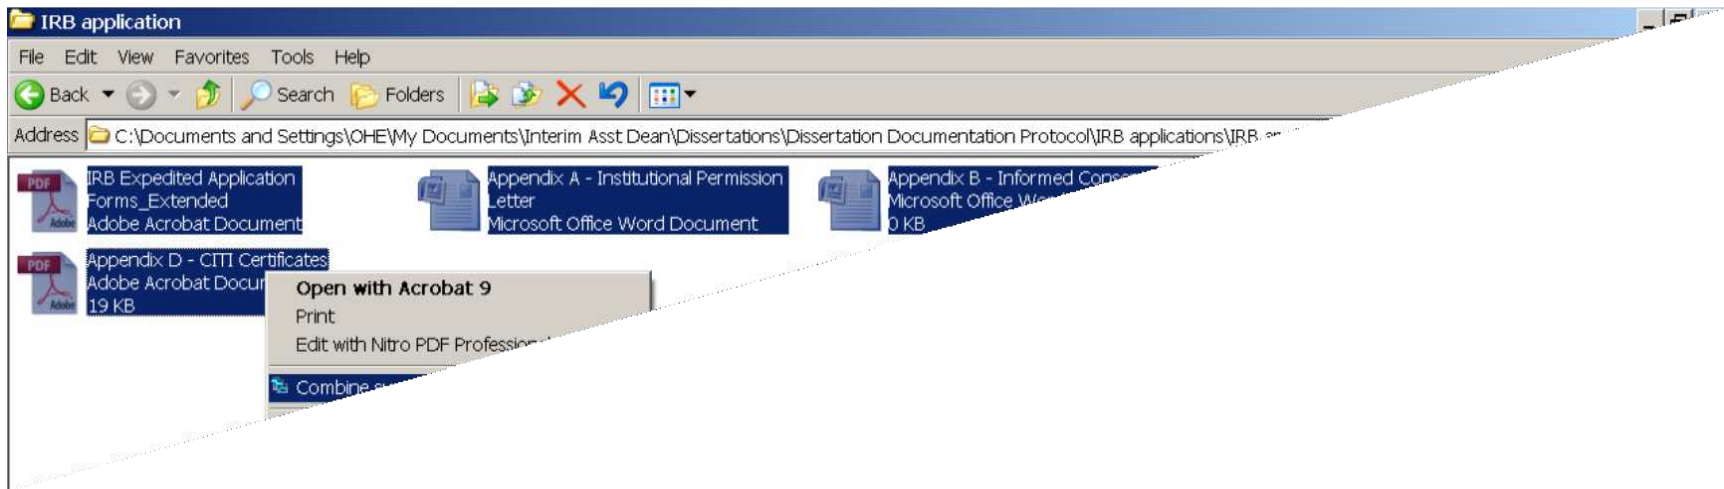 IRB application
File Edit View Favorites Tools Help
Back Search Folders
Address C:\Documents and Settings\OHE\My Documents\Interim Asst Dean\Dissertations\Dissertation Documentation Protocol\IRB applications\IRB
PDF Adobe
IRB Expedited Application
Forms_Extended
Adobe Acrobat Document
Appendix A - Institutional Permission
Letter
Microsoft Office Word Document
Appendix B - Informed
Microsoft Office
0 KB
PDF Adobe
Appendix D - CITI Certificates
Adobe Acrobat
19 KB
Open with Acrobat 9
Print
Edit with Nitro PDF
Combine